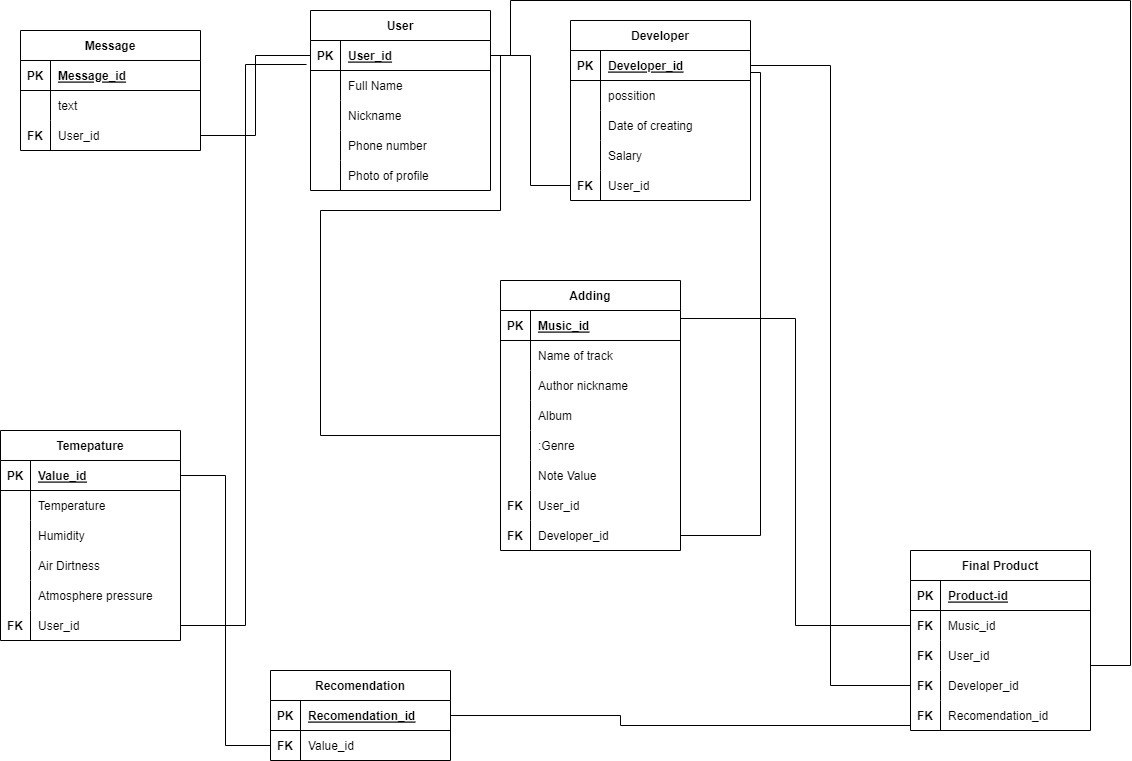 Message
PK Message_id
text
FK User_id
User
PK User_id
Full Name
Nickname
Phone number
Photo of profile
Developer
PK Developer_id
possition
Date of creating
Salary
FK User_id
Adding
PK Music_id
Name of track
Author nickname
Album
:Genre
Note Value
FK User_id
FK Developer_id
Temepature
PK Value_id
Temperature
Humidity
Air Dirtness
Atmosphere pressure
FK User_id
Recomendation
PK Recomendation_id
FK Value_id
Final Product
PK Product-id
FK Music_id
FK User_id
FK Developer_id
FK Recomendation_id